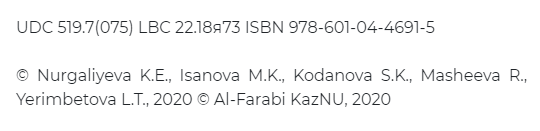 UDC 519.7(075) LBC 22.18я73 ISBN 978-601-04-4691-5
© Nurgaliyeva K.E., Isanova M.K., Kodanova S.K., Masheeva R.,
Yerimbetova L.T., 2020 © Al-Farabi KazNU, 2020